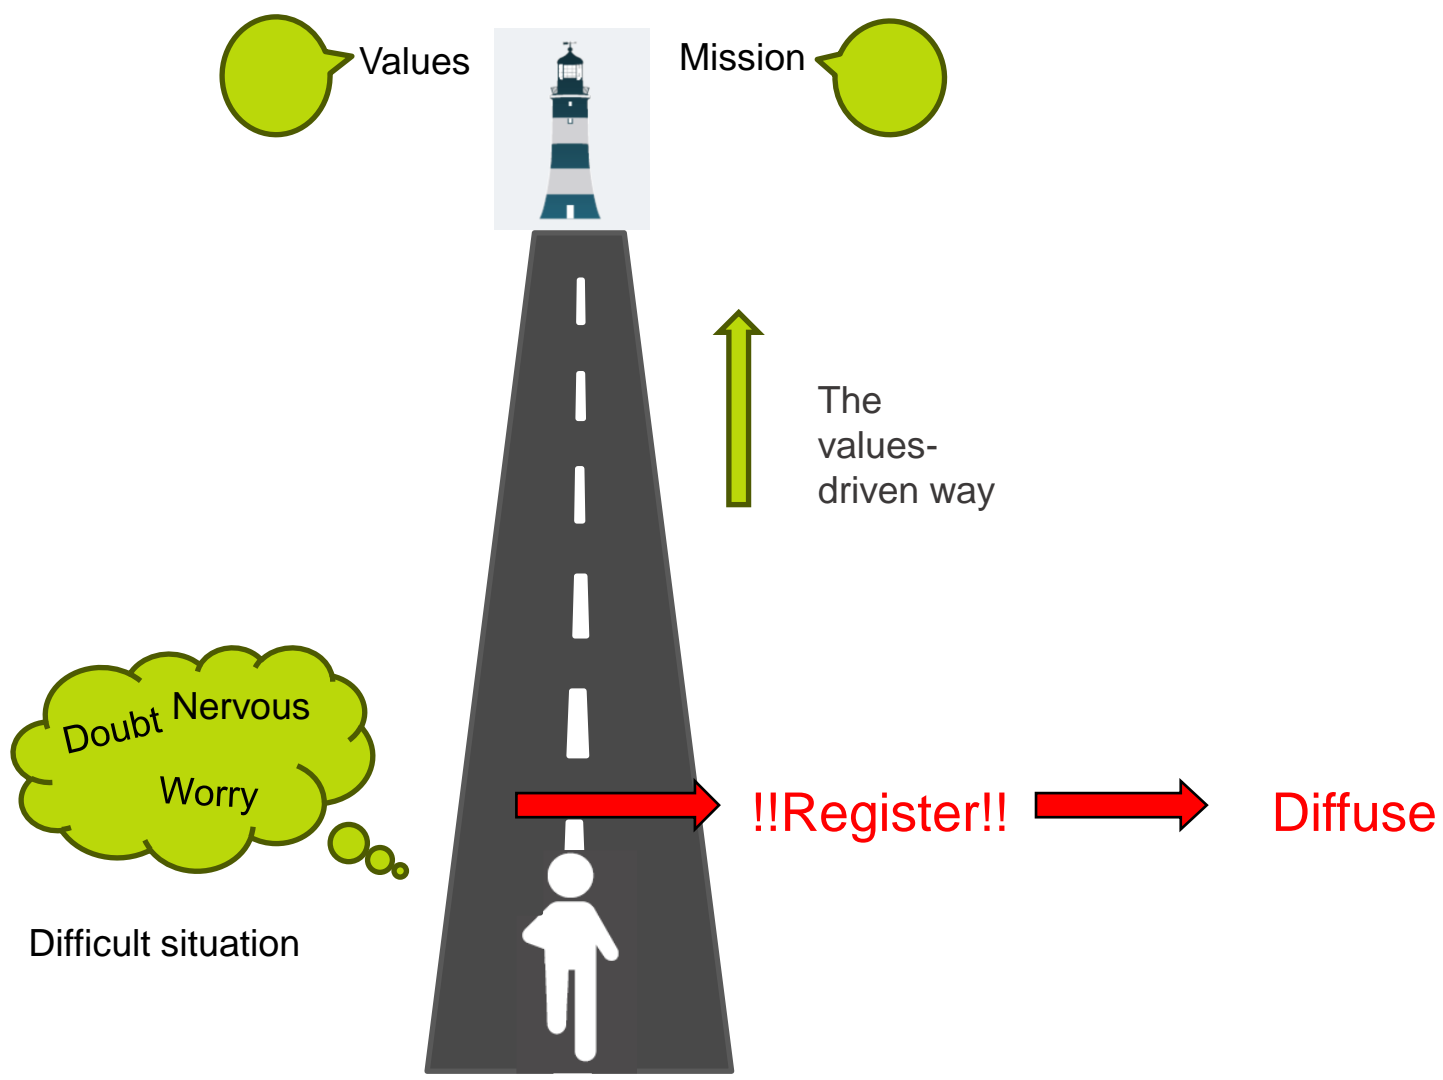 Values
Mission
The
values-
driven way
Doubt
Nervous
Worry
!!Register!!
Diffuse
Difficult situation